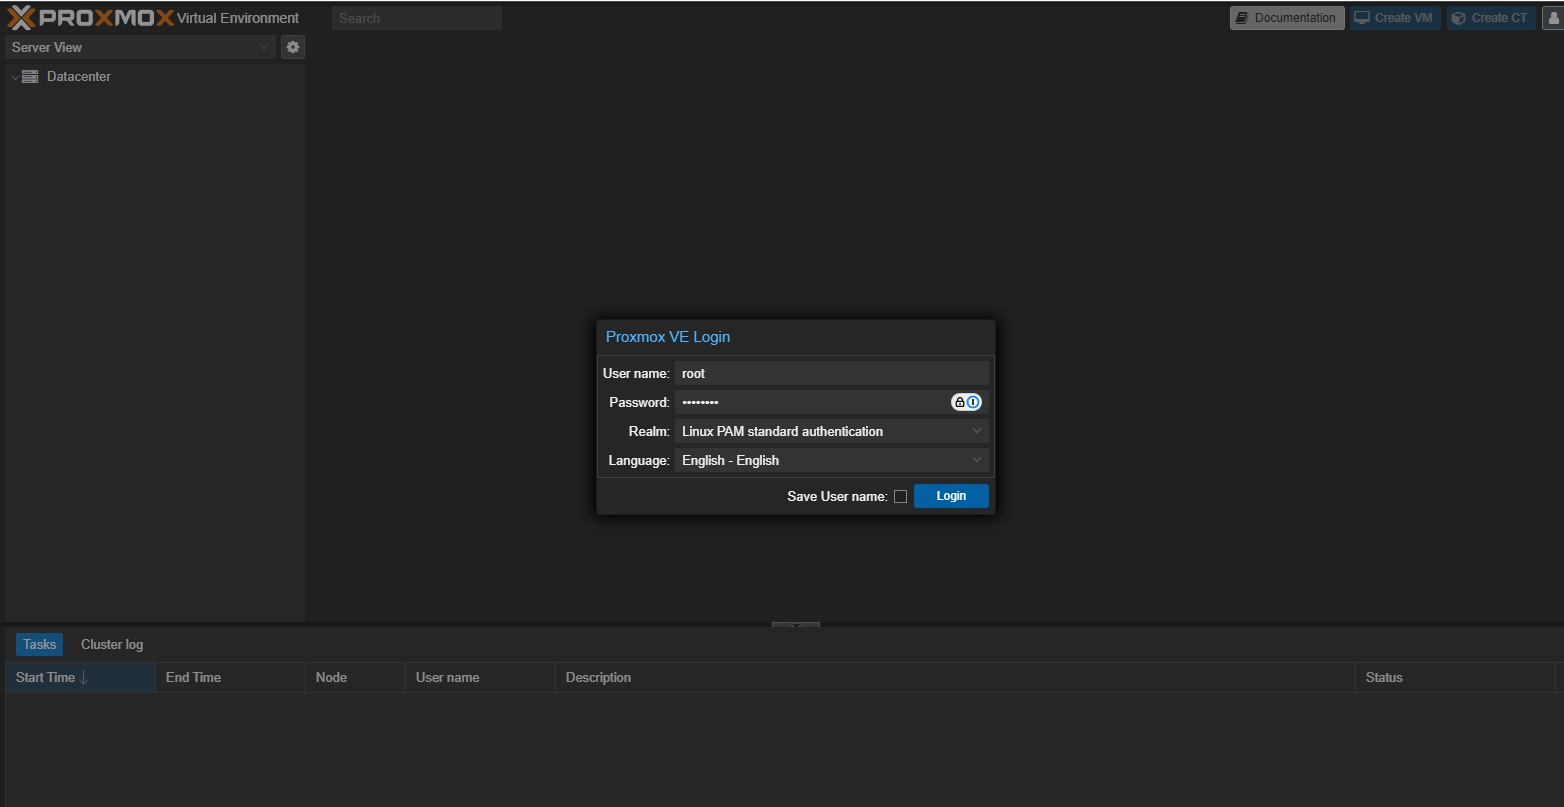 PROXMOX Virtual Environment Search Documentation Create VM Create CT
Server View
Datacenter
Proxmox VE Login
User name: root
Password: ••••••••
Realm: Linux PAM standard authentication
Language: English - English
Save User name: Login
Tasks Cluster log
Start Time End Time Node User name Description Status